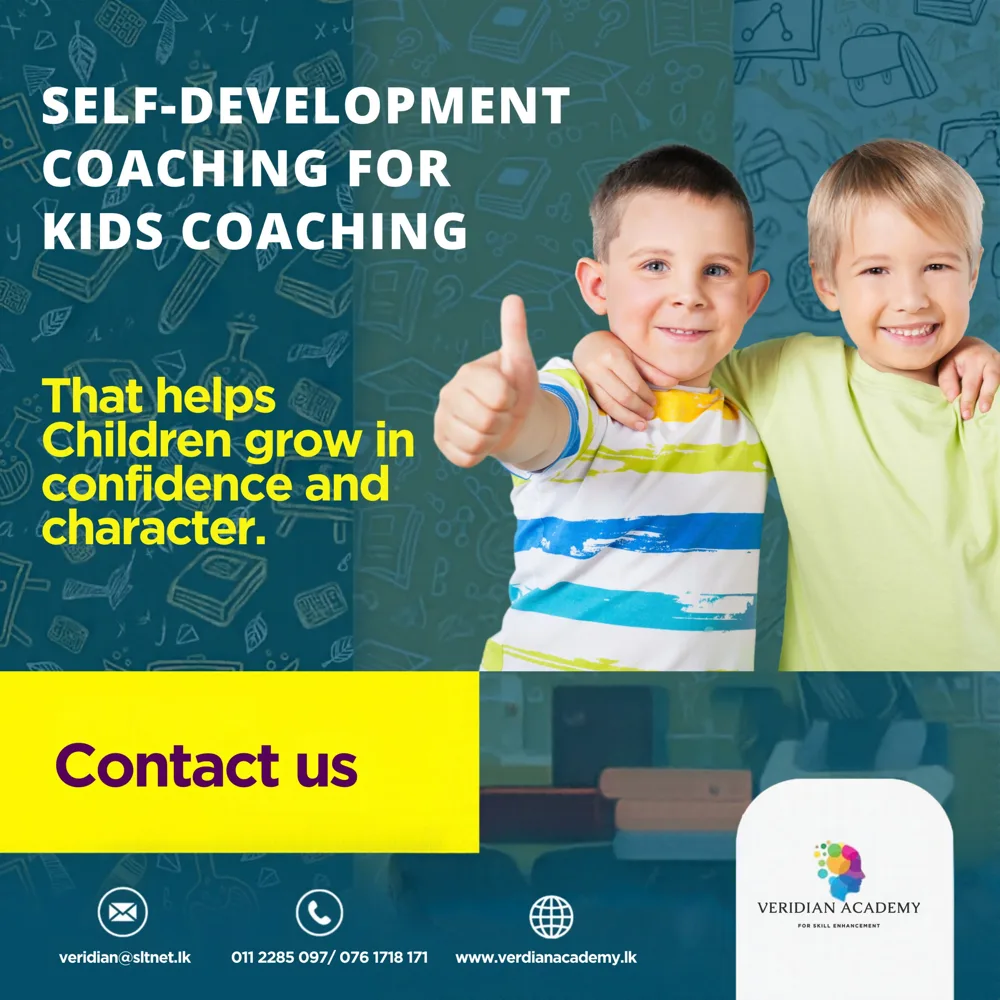 SELF-DEVELOPMENT
COACHING FOR
KIDS COACHING
That helps
Children grow in
confidence and
character.
Contact us
veridian@sltnet.lk
011 2285 097/ 076 1718 171
www.verdianacademy.lk
VERIDIAN ACADEMY
FOR SKILL ENHANCEMENT